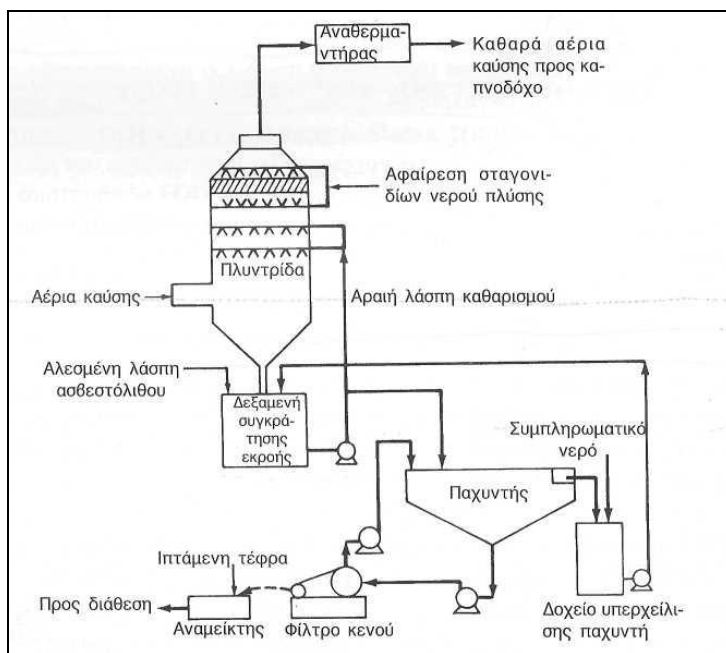 Αναθερμα-
ντήρας
Καθαρά αέρια
καύσης προς κα-
πνοδόχο
Αφαίρεση σταγονι-
δίων νερού πλύσης
Πλυντρίδα
Αέρια καύσης
Αραιή λάσπη καθαρισμού
Αλεσμένη λάσπη
ασβεστόλιθου
Δεξαμενή
συγκρά-
τησης
εκροής
Συμπληρωματικό
νερό
Παχυντής
Ιπτάμενη τέφρα
Προς διάθεση
Αναμείκτης
Φίλτρο κενού
Δοχείο υπερχείλι-
σης παχυντή